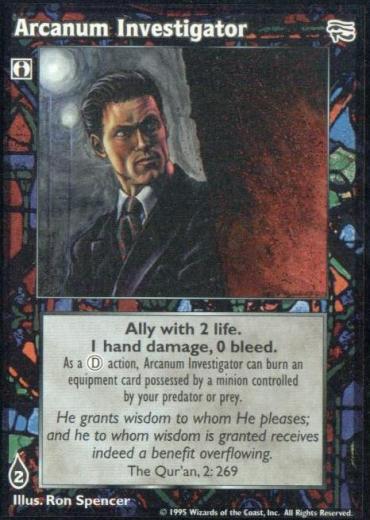 Arcanum Investigator
Ally with 2 life.
1 hand damage, 0 bleed.
As a Ⓓ action, Arcanum Investigator can burn an
equipment card possessed by a minion controlled
by your predator or prey.
He grants wisdom to whom He pleases;
and he to whom wisdom is granted receives
indeed a benefit overflowing.
The Qur'an, 2: 269
2
Illus. Ron Spencer
© 1995 Wizards of the Coast, Inc. All Rights Reserved.